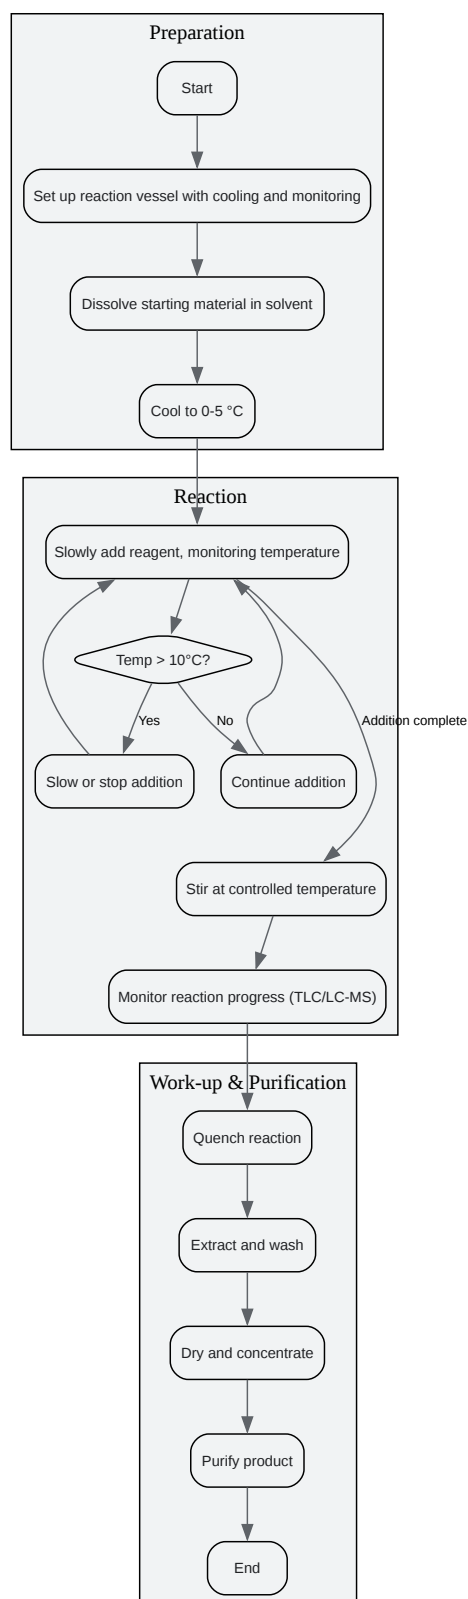 Preparation
Start
Set up reaction vessel with cooling and monitoring
Dissolve starting material in solvent
Cool to 0-5 °C
Reaction
Slowly add reagent, monitoring temperature
Temp > 10°C?
Yes
No
Addition complete
Slow or stop addition
Continue addition
Stir at controlled temperature
Monitor reaction progress (TLC/LC-MS)
Work-up & Purification
Quench reaction
Extract and wash
Dry and concentrate
Purify product
End